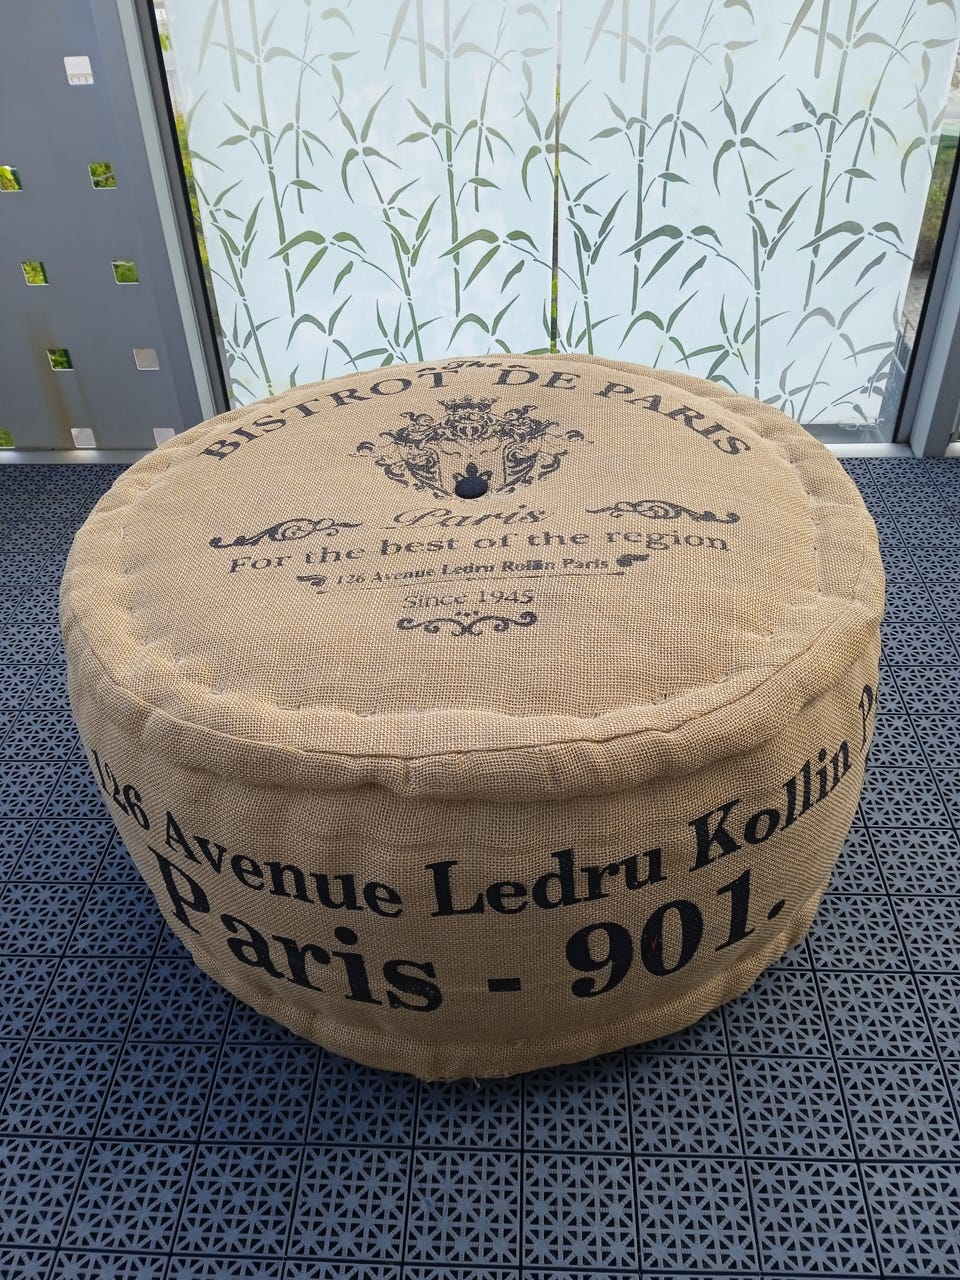 The
BISTROT DE PARIS
Paris
For the best of the region
126 Avenue Ledru Rollin Paris
Since 1945
126 Avenue Ledru Kollin P
Paris - 901.